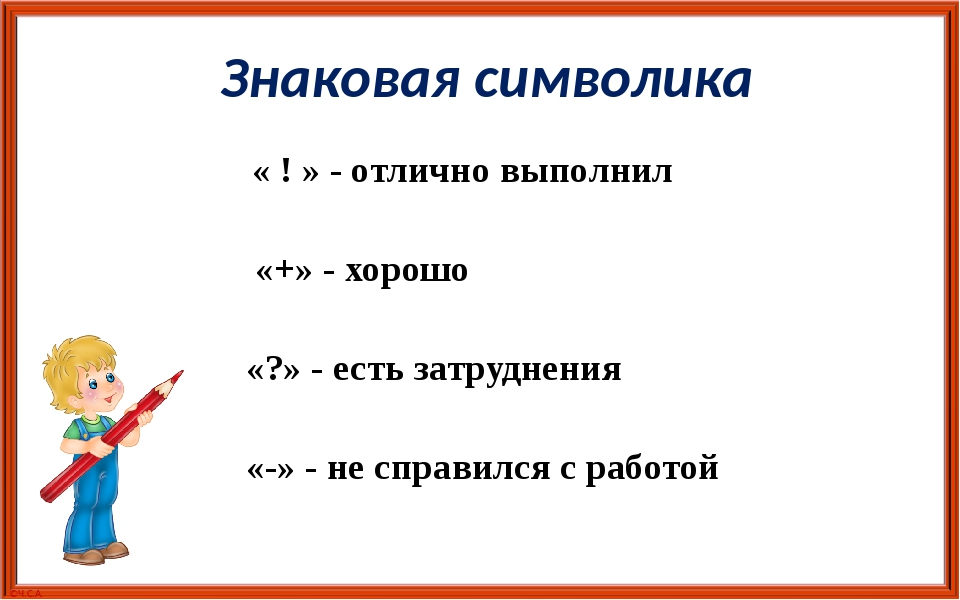 Знаковая символика
« ! » - отлично выполнил
«+» - хорошо
«?» - есть затруднения
«-» - не справился с работой
©Ч.С.А.